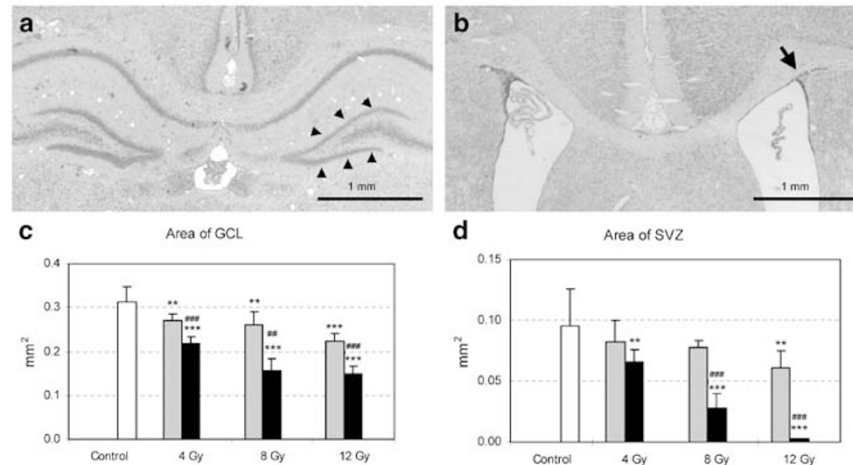 a
1 mm
b
1 mm
c
Area of GCL
0.4
0.3
0.2
0.1
0.0
mm²
**
###
***
**
##
***
***
###
***
Control
4 Gy
8 Gy
12 Gy
d
Area of SVZ
0.15
0.10
0.05
0.00
mm²
**
###
***
**
###
***
Control
4 Gy
8 Gy
12 Gy